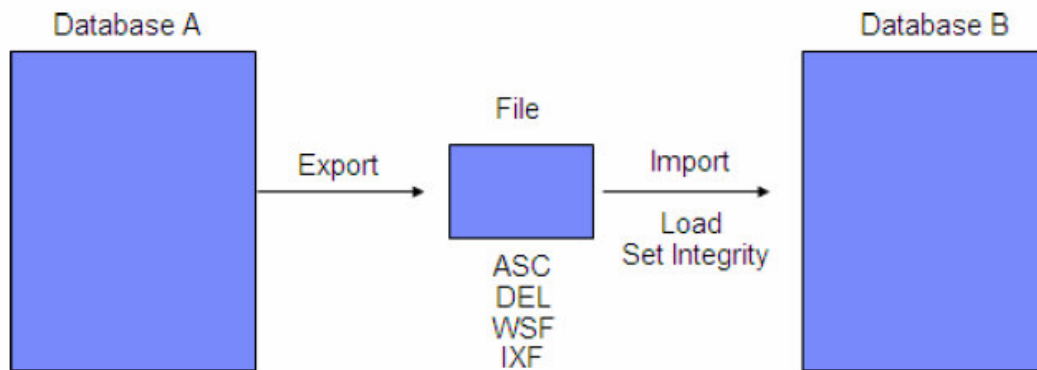 Database A
Database B
File
Export
Import
Load
Set Integrity
ASC
DEL
WSF
IXF